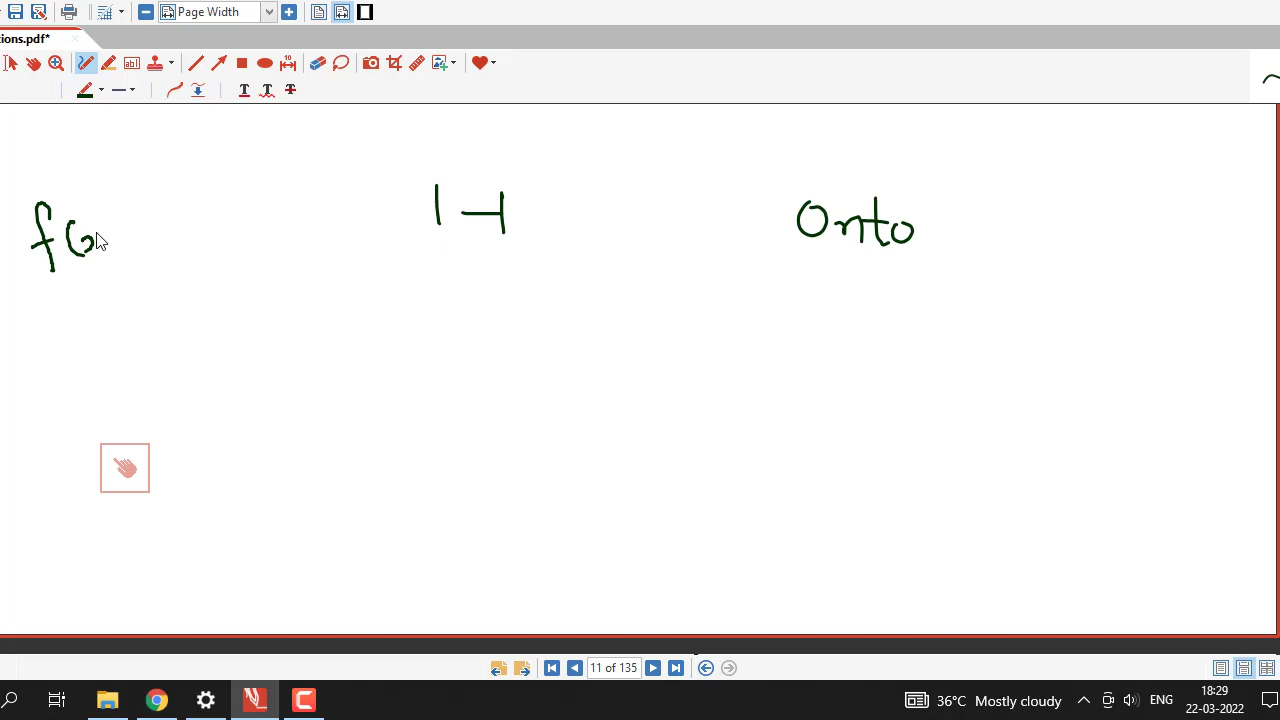 Page Width
ions.pdf*
10
T T T
f(x
1-1
Onto
11 of 135
36°C Mostly cloudy
ENG
18:29
22-03-2022